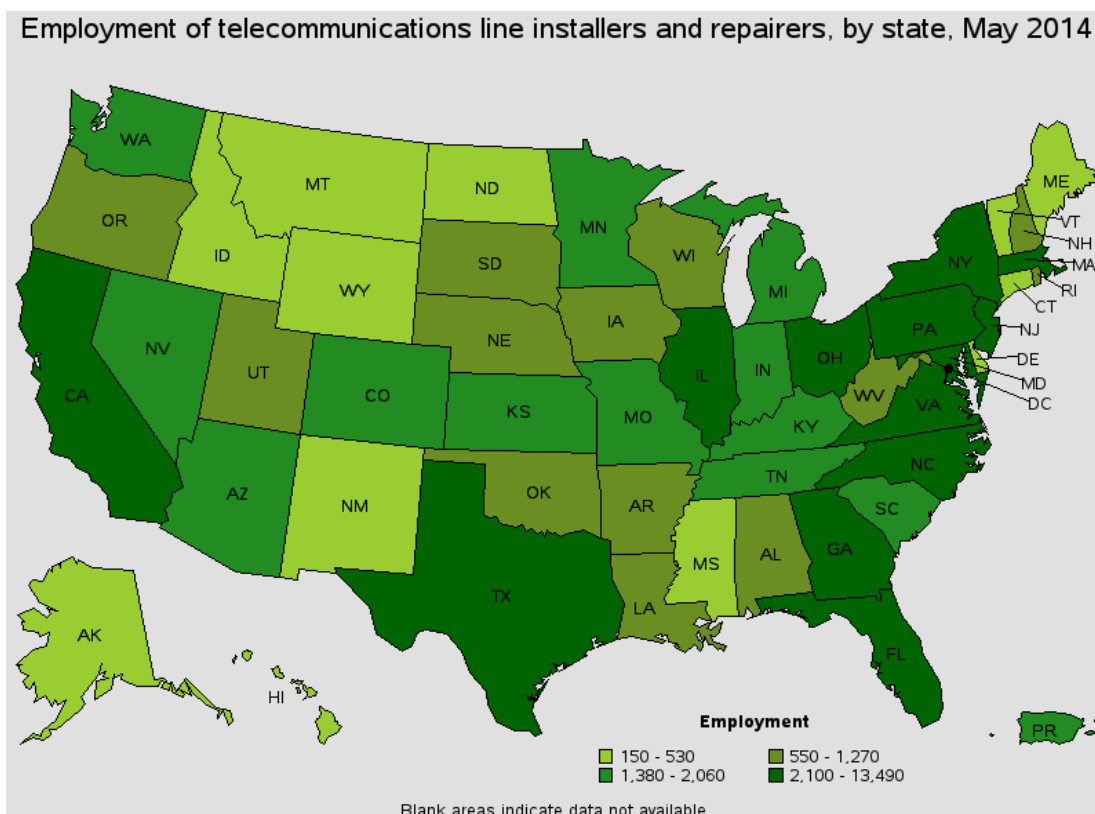 Employment of telecommunications line installers and repairers, by state, May 2014
WA
MT
ND
ME
OR
MN
VT
ID
SD
WI
NH
NY
MA
WY
MI
RI
CT
IA
NE
PA
NJ
NV
UT
IL
IN
OH
DE
CA
CO
MD
WV
DC
KS
MO
VA
KY
NC
TN
AZ
OK
NM
AR
SC
GA
MS
AL
TX
LA
AK
FL
HI
PR
Employment
150 - 530 550 - 1,270
1,380 - 2,060 2,100 - 13,490
Blank areas indicate data not available